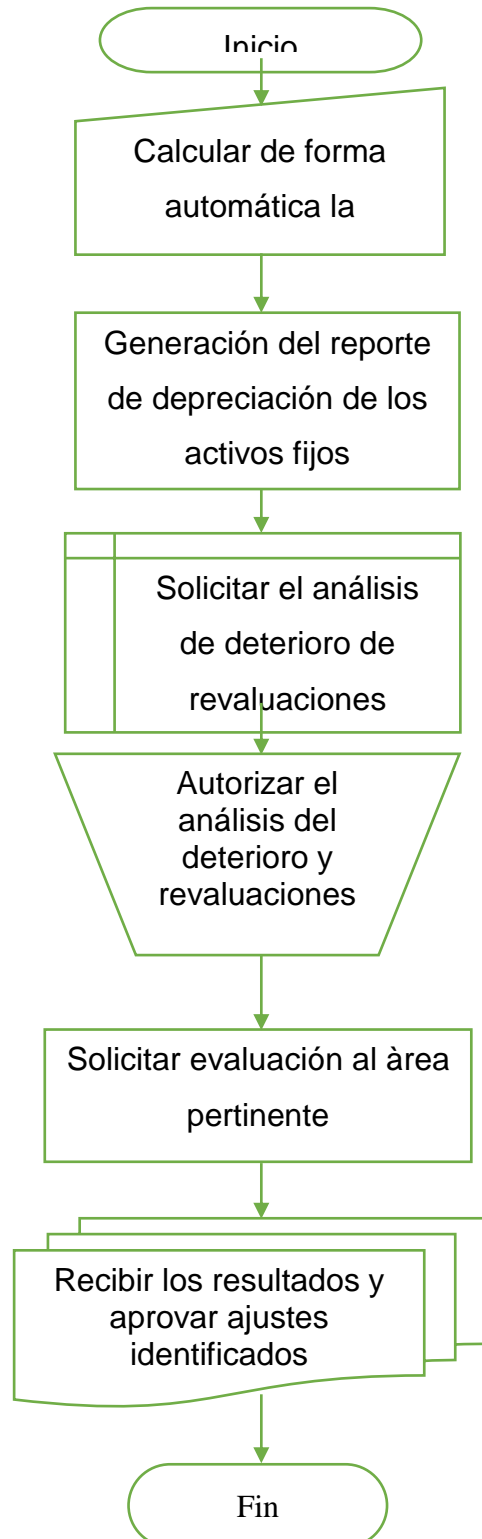 Inicio
Calcular de forma
automática la
Generación del reporte
de depreciación de los
activos fijos
Solicitar el análisis
de deterioro de
revaluaciones
Autorizar el
análisis del
deterioro y
revaluaciones
Solicitar evaluación al àrea
pertinente
Recibir los resultados y
aprovar ajustes
identificados
Fin